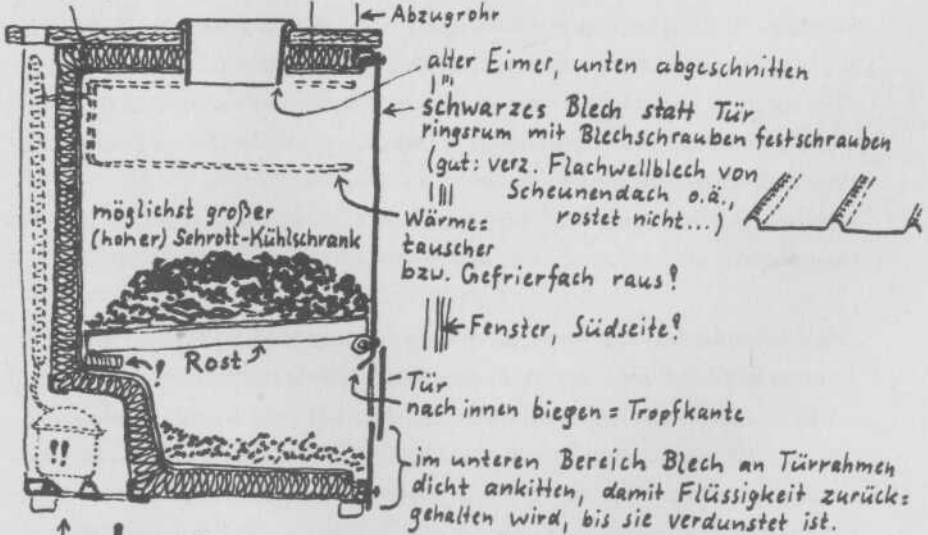 Abzugrohr
alter Eimer, unten abgeschnitten
schwarzes Blech statt Tür
ringsrum mit Blechschrauben festschrauben
(gut: verz. Flachwellblech von
Scheunendach o.ä.,
rostet nicht...)
möglichst großer
(hoher) Schrott-Kühlschrank
Wärme=
tauscher
bzw. Gefrierfach raus!
Fenster, Südseite!
Rost
!
Tür
nach innen biegen = Tropfkante
!!
im unteren Bereich Blech an Türrahmen
dicht ankitten, damit Flüssigkeit zurück=
gehalten wird, bis sie verdunstet ist.